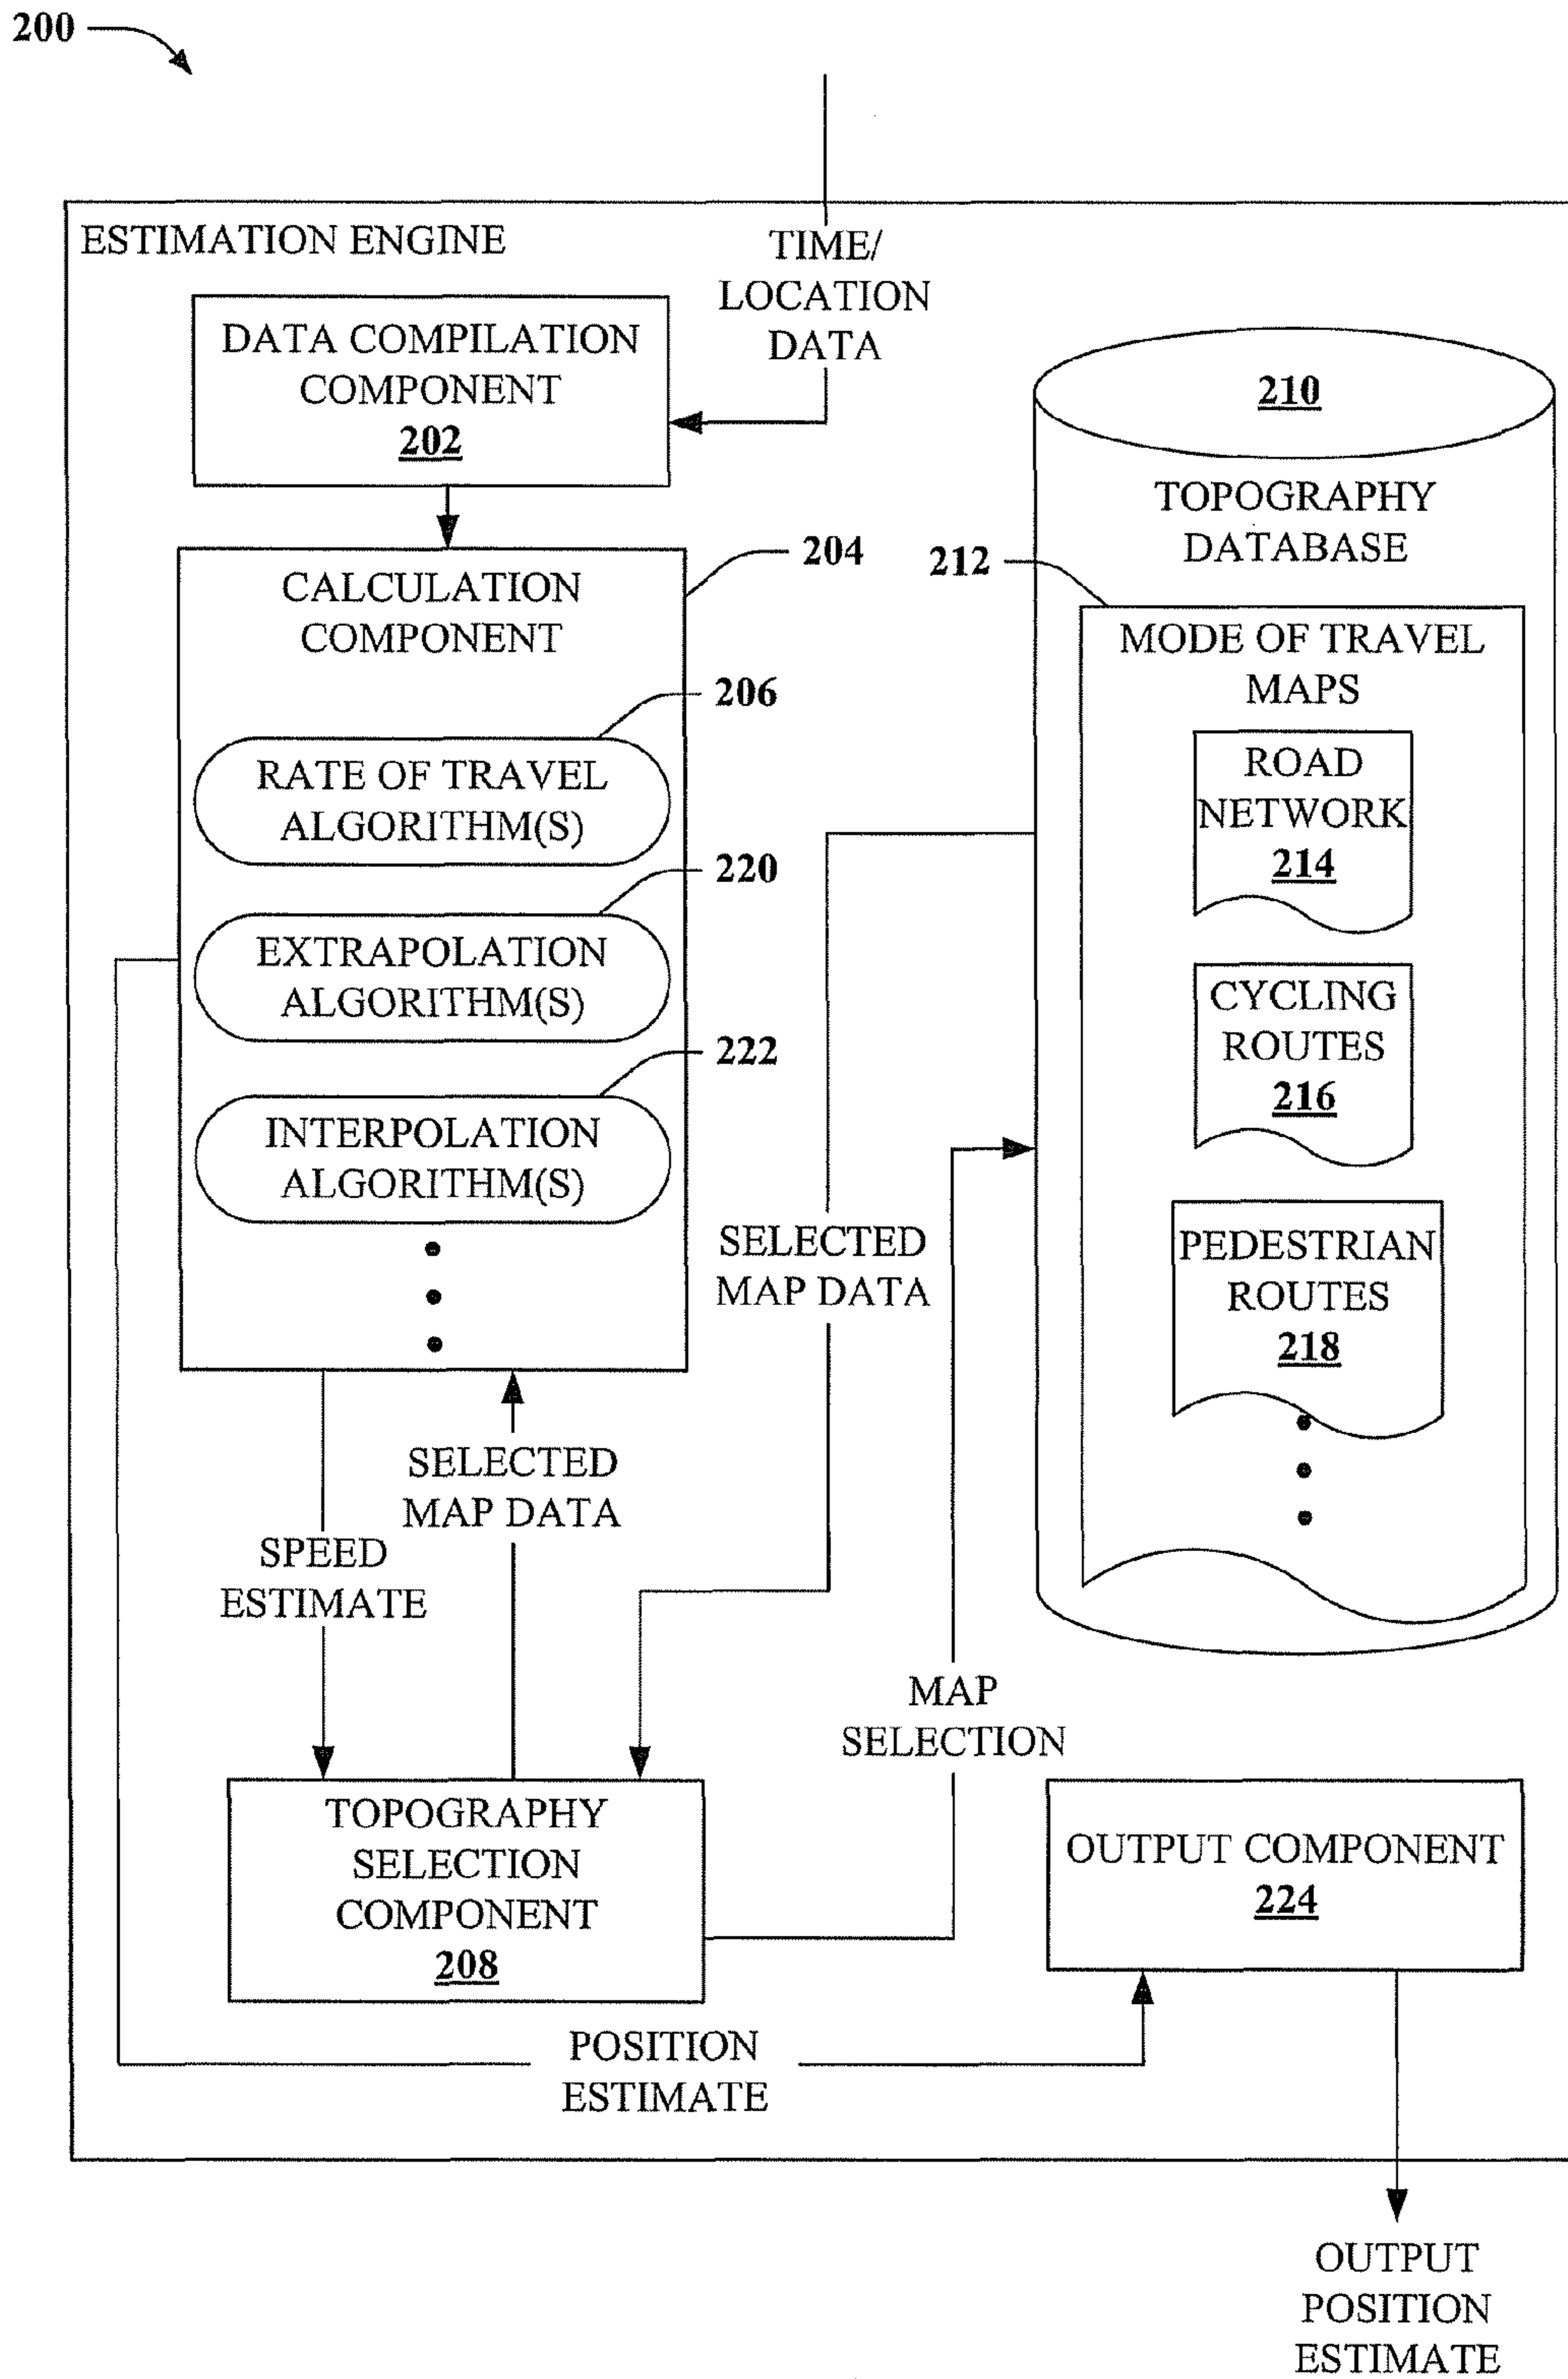 200
ESTIMATION ENGINE
TIME/
LOCATION
DATA
DATA COMPILATION
COMPONENT
202
210
TOPOGRAPHY
DATABASE
204
CALCULATION
COMPONENT
206
RATE OF TRAVEL
ALGORITHM(S)
220
EXTRAPOLATION
ALGORITHM(S)
222
INTERPOLATION
ALGORITHM(S)
212
MODE OF TRAVEL
MAPS
ROAD
NETWORK
214
CYCLING
ROUTES
216
PEDESTRIAN
ROUTES
218
SELECTED
MAP DATA
SELECTED
MAP DATA
SPEED
ESTIMATE
MAP
SELECTION
TOPOGRAPHY
SELECTION
COMPONENT
208
OUTPUT COMPONENT
224
POSITION
ESTIMATE
OUTPUT
POSITION
ESTIMATE